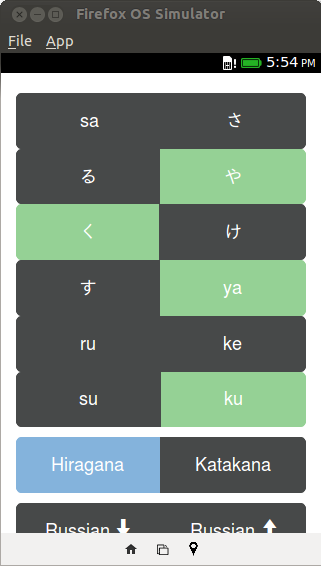 Firefox OS Simulator
File App
5:54 PM
sa さ
る や
く け
す ya
ru ke
su ku
Hiragana Katakana
Russian Russian